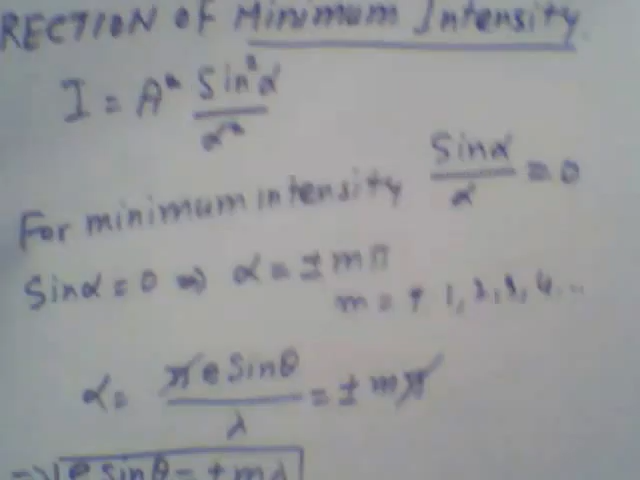 RECTION OF Minimum Intensity
I = A² Sin²α / α²
For minimum intensity Sinα / α = 0
Sinα = 0 ⇒ α = ± mπ
m = 1, 2, 3, 4...
α = π e Sinθ / λ = ± mπ
⇒ e sinθ = ± mλ